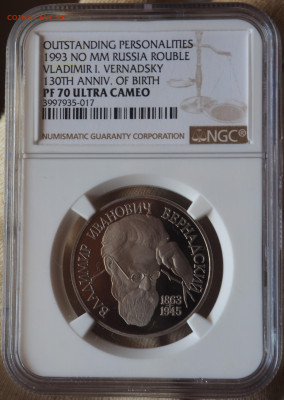 OUTSTANDING PERSONALITIES
1993 NO MM RUSSIA ROUBLE
VLADIMIR I. VERNADSKY
130TH ANNIV. OF BIRTH
PF 70 ULTRA CAMEO
3997935-017
NUMISMATIC GUARANTY CORPORATION
NGC
ВЛАДИМИР ИВАНОВИЧ ВЕРНАДСКИЙ
1863
1945